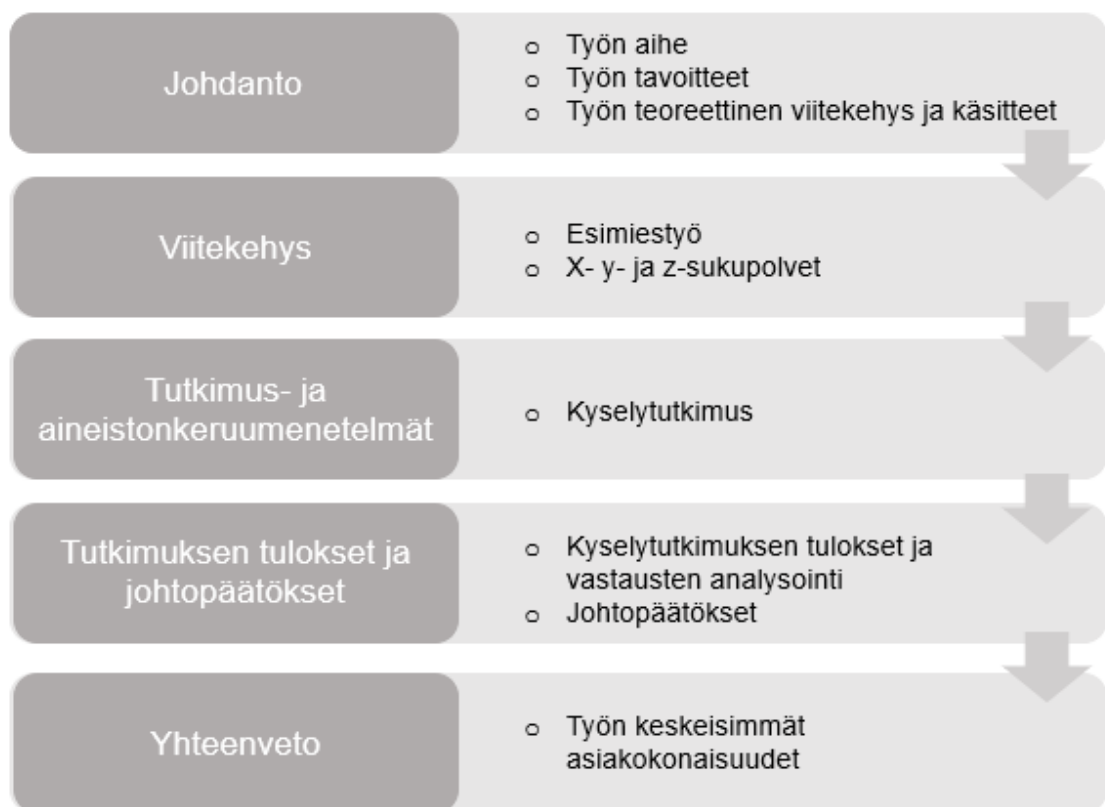 Johdanto
o Työn aihe
o Työn tavoitteet
o Työn teoreettinen viitekehys ja käsitteet
Viitekehys
o Esimiestyö
o X- y- ja z-sukupolvet
Tutkimus- ja
aineistonkeruumenetelmät
o Kyselytutkimus
Tutkimuksen tulokset ja
johtopäätökset
o Kyselytutkimuksen tulokset ja
vastausten analysointi
o Johtopäätökset
Yhteenveto
o Työn keskeisimmät
asiakokonaisuudet